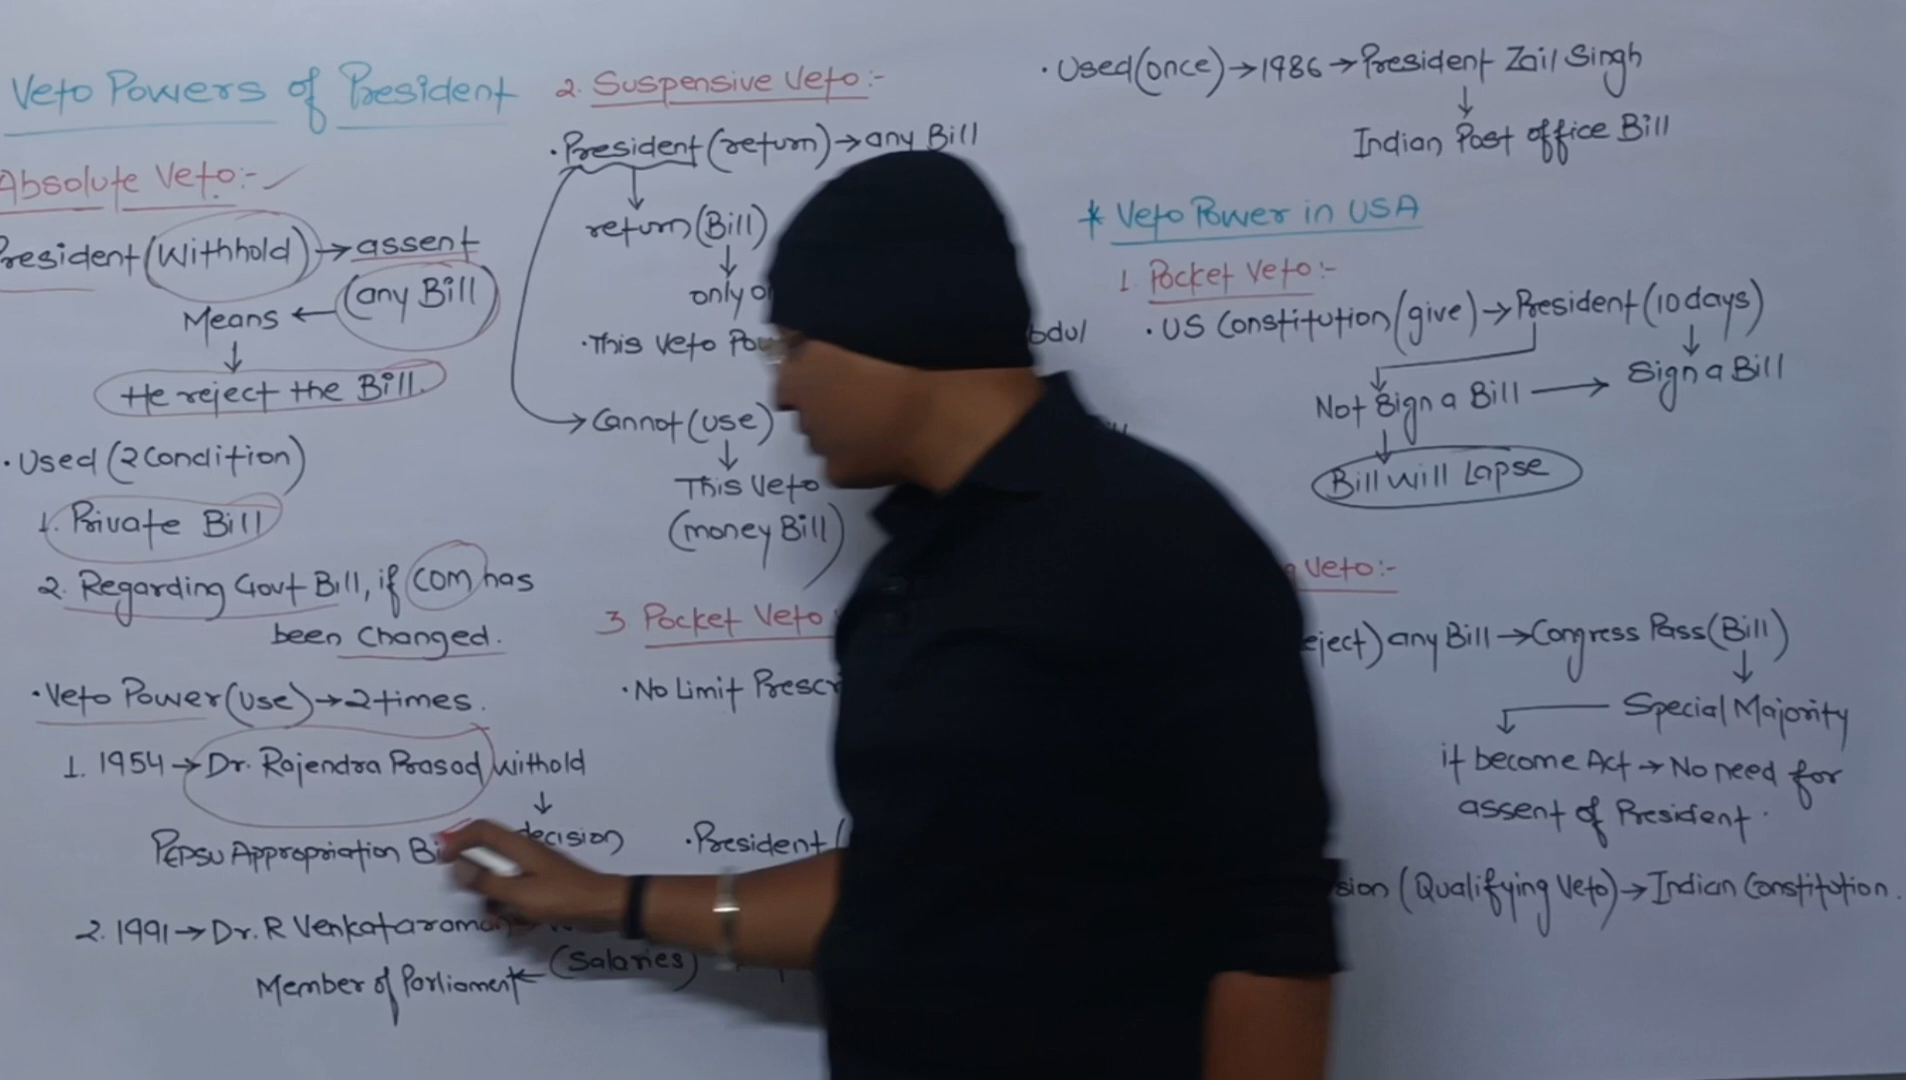 Veto Powers of President
Absolute Veto:-
President (Withhold) → assent
(any Bill)
Means ←
He reject the Bill.
• Used (2 Condition)
1. Private Bill
2. Regarding Govt Bill, if COM has
been changed.
• Veto Power (use) → 2 times.
1. 1954 → Dr. Rajendra Prasad withold
decision
PEPSU Appropriation
2. 1991 → Dr. R
(Salaries)
Member of Parliament ←
2. Suspensive Veto:-
• President (return) → any Bill
return (Bill)
only
• This Veto
Cannot (use)
This Veto
(money Bill)
3 Pocket Veto
• No Limit
• President
• Used (once) → 1986 → President Zail Singh
Indian Post office Bill
* Veto Power in USA
1. Pocket Veto:-
• US Constitution (give) → President (10 days)
Not Sign a Bill → Sign a Bill
Bill will Lapse
Veto:-
any Bill → Congress Pass (Bill)
Special Majority
it become Act → No need for
assent of President.
(Qualifying Veto) → Indian Constitution.